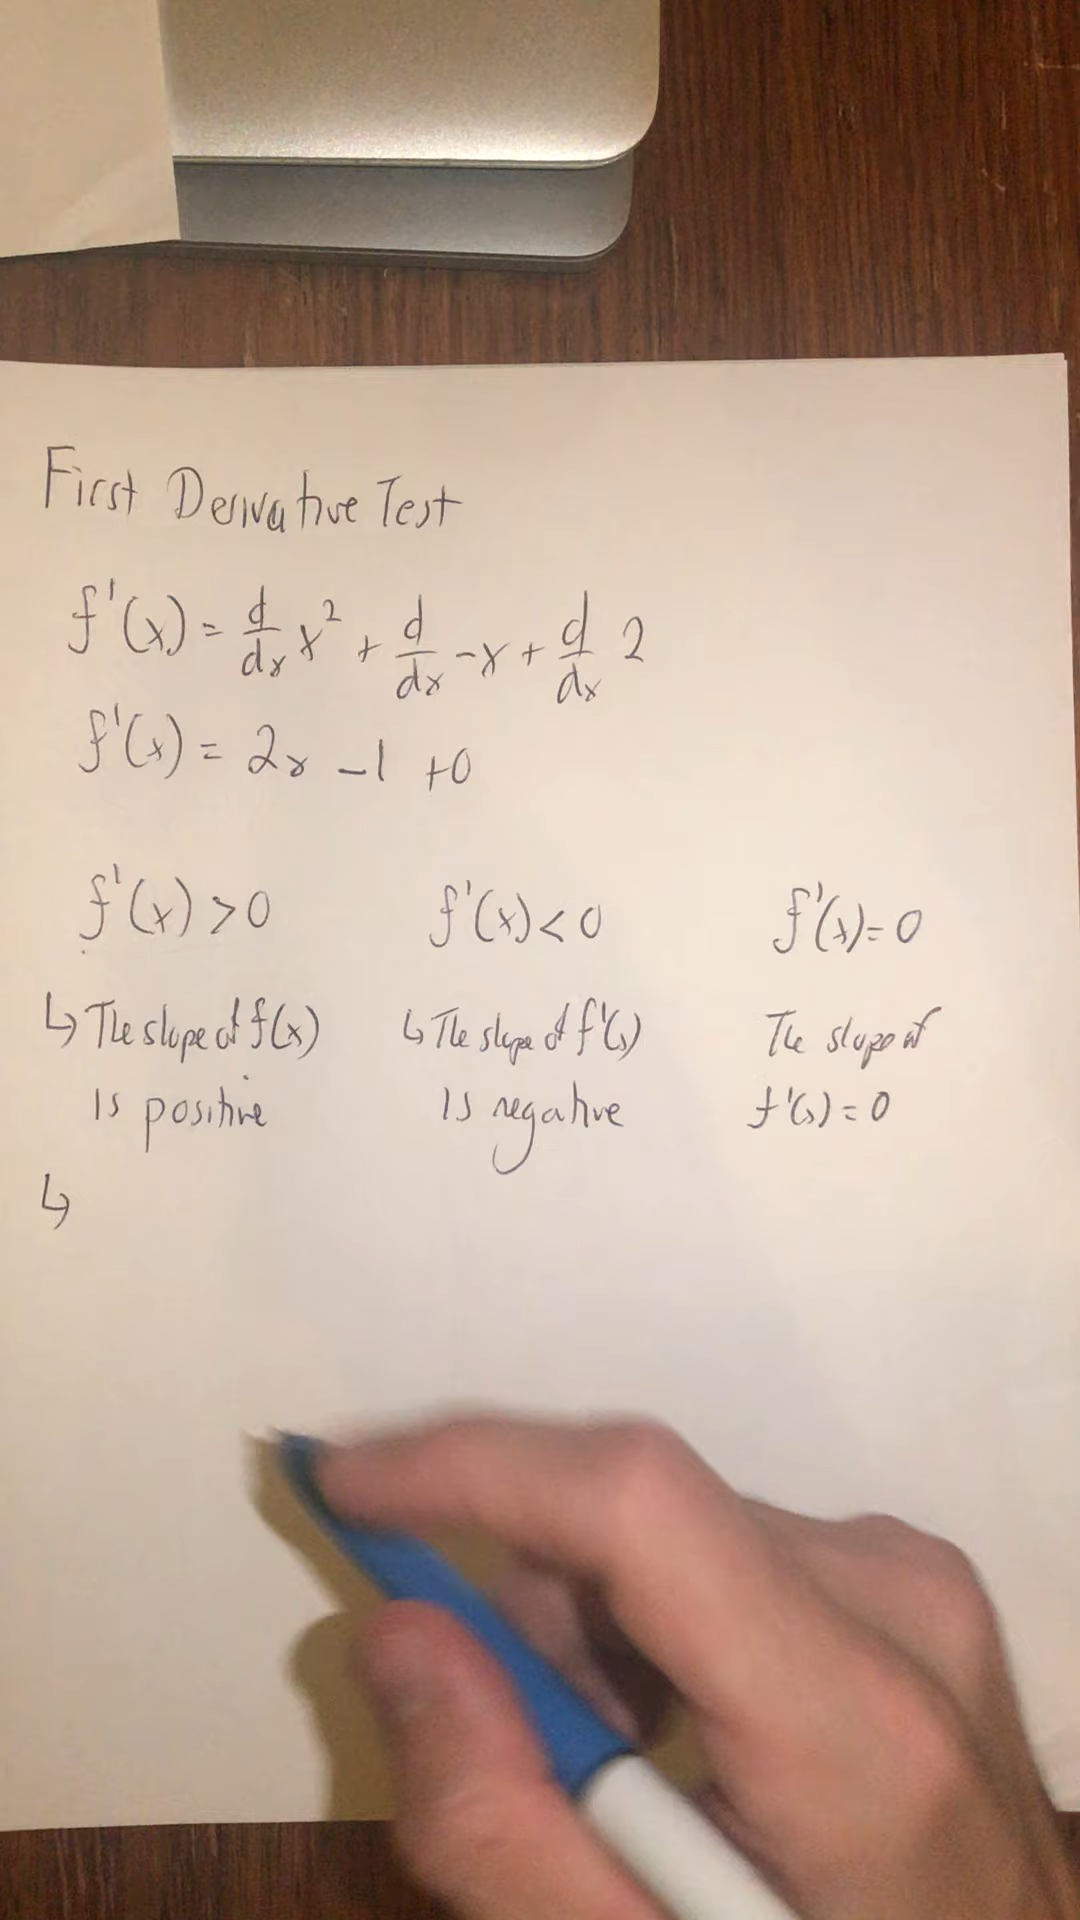 First Derivative Test
f'(x) = d/dx x² + d/dx -x + d/dx 2
f'(x) = 2x -1 +0
f'(x) >0 f'(x) < 0 f'(x) = 0
↳ The slope of f(x) ↳ The slope of f'(x) The slope of
is positive is negative f'(x) = 0
↳